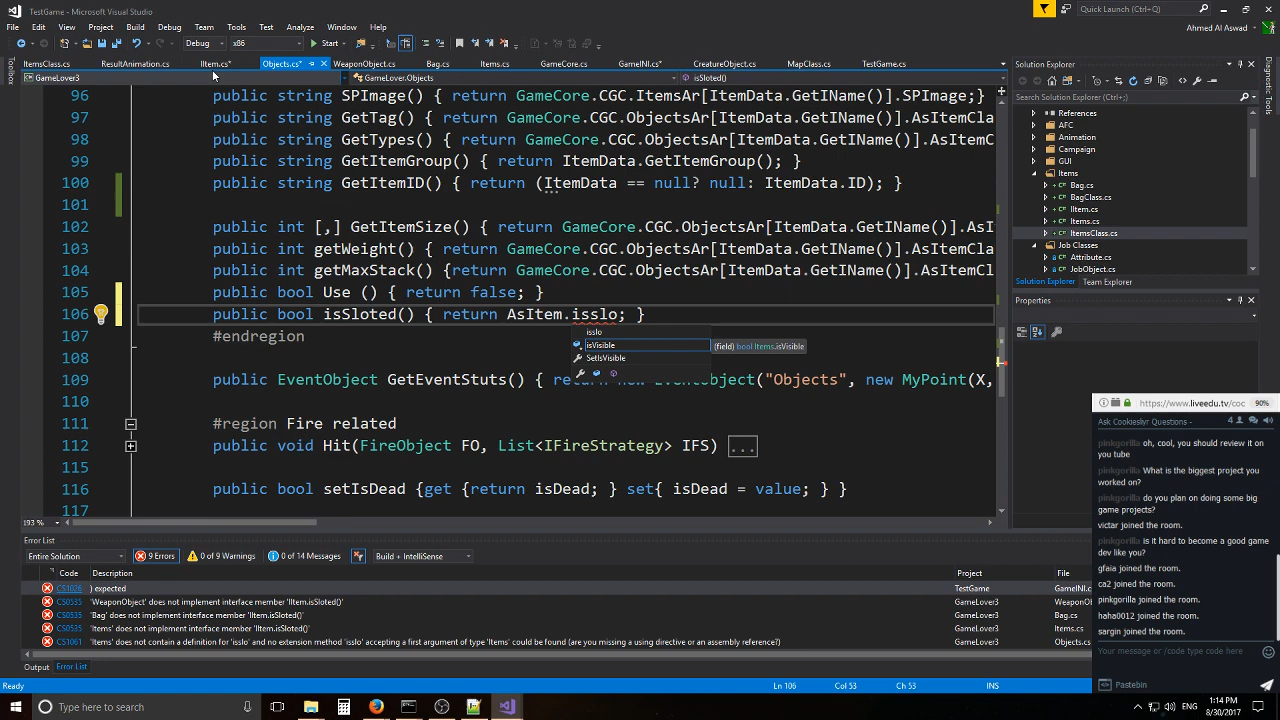 TestGame - Microsoft Visual Studio
Quick Launch (Ctrl+Q)
File Edit View Project Build Debug Team Tools Test Analyze Window Help
Ahmed Al Aswad
Debug x86 Start
ItemsClass.cs ResultAnimation.cs IItem.cs* Objects.cs* WeaponObject.cs Bag.cs Items.cs GameCore.cs GameINI.cs* CreatureObject.cs MapClass.cs TestGame.cs
GameLover3 GameLover.Objects isSloted()
Toolbox
96 public string SPImage() { return GameCore.CGC.ItemsAr[ItemData.GetIName()].SPImage;}
97 public string GetTag() { return GameCore.CGC.ObjectsAr[ItemData.GetIName()].AsItemCla
98 public string GetTypes() { return GameCore.CGC.ObjectsAr[ItemData.GetIName()].AsItemC
99 public string GetItemGroup() { return ItemData.GetItemGroup(); }
100 public string GetItemID() { return (ItemData == null? null: ItemData.ID); }
101
102 public int [,] GetItemSize() { return GameCore.CGC.ObjectsAr[ItemData.GetIName()].AsI
103 public int getWeight() { return GameCore.CGC.ObjectsAr[ItemData.GetIName()].AsItemCl
104 public int getMaxStack() {return GameCore.CGC.ObjectsAr[ItemData.GetIName()].AsItemCl
105 public bool Use () { return false; }
106 public bool isSloted() { return AsItem.isslo; }
isslo
107 #endregion
isVisible (field) bool Items.isVisible
108
SetIsVisible
109 public EventObject GetEventStuts() { return new EventObject("Objects", new MyPoint(X,
110
111 #region Fire related
112 public void Hit(FireObject FO, List<IFireStrategy> IFS) ...
115
116 public bool setIsDead {get {return isDead; } set{ isDead = value; } }
117
193 %
Solution Explorer
Search Solution Explorer (Ctrl+;)
References
AFC
Animation
Campaign
GUI
Items
Bag.cs
BagClass.cs
IItem.cs
Items.cs
ItemsClass.cs
Job Classes
Attribute.cs
JobObject.cs
Solution Explorer Team Explorer
Properties
Diagnostic Tools
Error List
Entire Solution 9 Errors 0 of 9 Warnings 0 of 14 Messages Build + IntelliSense
Code Description Project File
CS1026 ) expected TestGame GameINI.cs
CS0535 'WeaponObject' does not implement interface member 'IItem.isSloted()' GameLover3 WeaponOb
CS0535 'Bag' does not implement interface member 'IItem.isSloted()' GameLover3 Bag.cs
CS0535 'Items' does not implement interface member 'IItem.isSloted()' GameLover3 Items.cs
CS1061 'Items' does not contain a definition for 'isslo' and no extension method 'isslo' accepting a first argument of type 'Items' could be found (are you missing a using directive or an assembly reference?) GameLover3 Objects.cs
Output Error List
Ready Ln 106 Col 53 Ch 53 INS
https://www.liveedu.tv/coc 90%
Ask Cookiesliyr Questions - 4
pinkgorilla oh, cool, you should review it on
you tube
pinkgorilla What is the biggest project you
worked on?
pinkgorilla do you plan on doing some big
game projects?
victar joined the room.
pinkgorilla is it hard to become a good game
dev like you?
gfaia joined the room.
ca2 joined the room.
pinkgorilla joined the room.
haha0012 joined the room.
sargin joined the room.
Your message or /code type code here
Pastebin
Type here to search
ENG
1:14 PM
8/30/2017